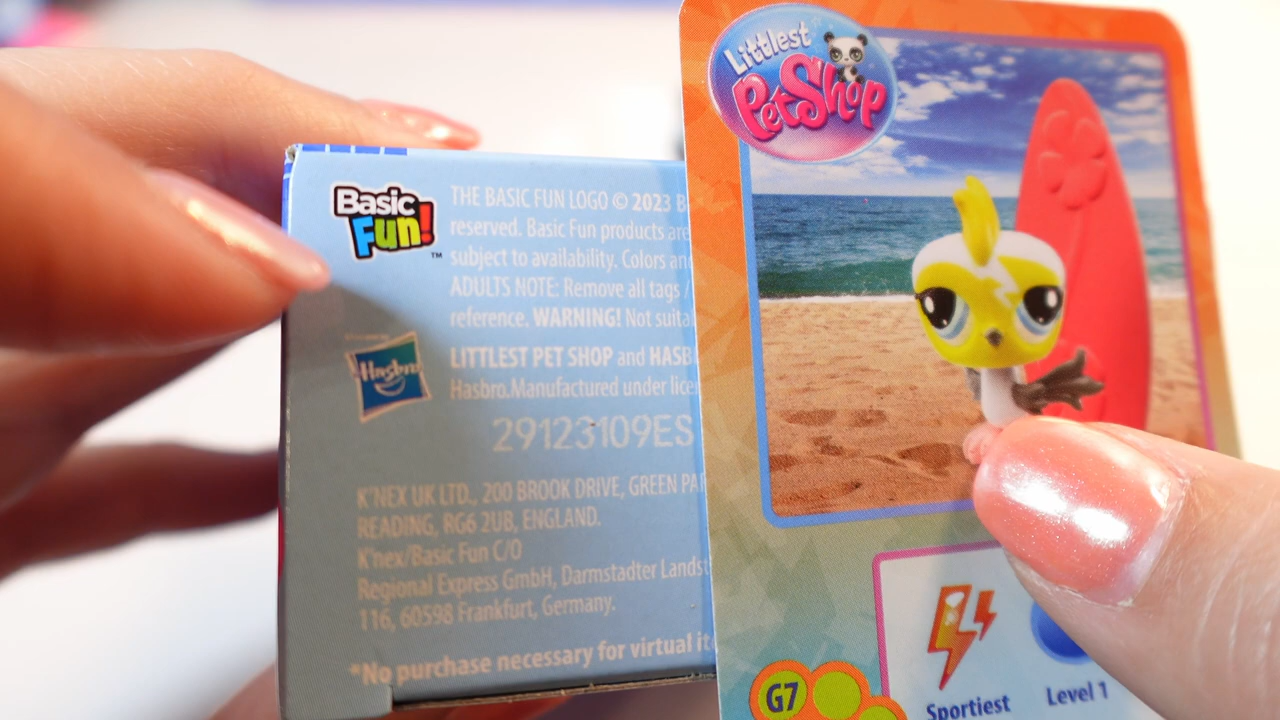 Basic
Fun!
™
THE BASIC FUN LOGO © 2023 B
reserved. Basic Fun products are
subject to availability. Colors and
ADULTS NOTE: Remove all tags /
reference. WARNING! Not suita
Hasbro
LITTLEST PET SHOP and HASB
Hasbro.Manufactured under licen
29123109ES
K'NEX UK LTD., 200 BROOK DRIVE, GREEN PA
READING, RG6 2UB, ENGLAND.
K'nex/Basic Fun C/O
Regional Express GmbH, Darmstadter Landst
116, 60598 Frankfurt, Germany.
*No purchase necessary for virtual it
Littlest
PetShop
G7
Sportiest
Level 1